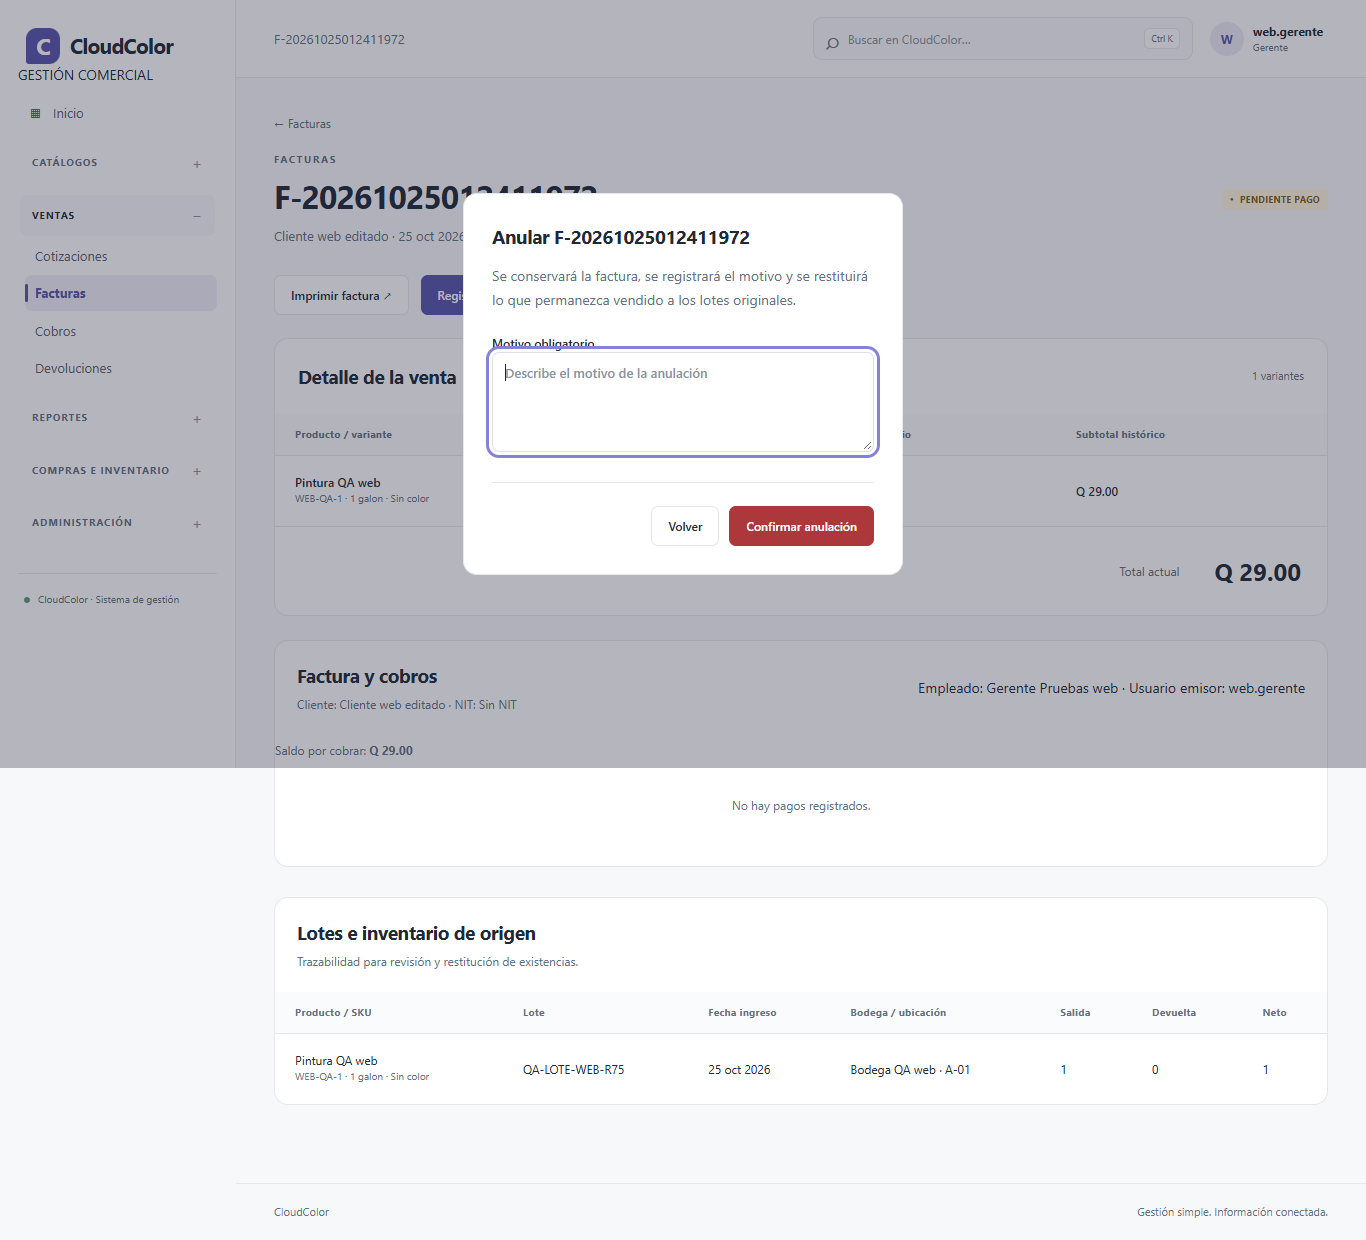 C CloudColor
GESTIÓN COMERCIAL
Inicio
CATÁLOGOS +
VENTAS −
Cotizaciones
Facturas
Cobros
Devoluciones
REPORTES +
COMPRAS E INVENTARIO +
ADMINISTRACIÓN +
CloudColor · Sistema de gestión
F-20261025012411972
Buscar en CloudColor...
Ctrl K
W
web.gerente
Gerente
← Facturas
FACTURAS
F-20261025012411972
• PENDIENTE PAGO
Cliente web editado · 25 oct 2026
Imprimir factura ↗
Anular F-20261025012411972
Se conservará la factura, se registrará el motivo y se restituirá
lo que permanezca vendido a los lotes originales.
Motivo obligatorio
Describe el motivo de la anulación
Volver
Confirmar anulación
Detalle de la venta
1 variantes
Producto / variante
Subtotal histórico
Pintura QA web
WEB-QA-1 · 1 galon · Sin color
Q 29.00
Total actual Q 29.00
Factura y cobros
Cliente: Cliente web editado · NIT: Sin NIT
Empleado: Gerente Pruebas web · Usuario emisor: web.gerente
Saldo por cobrar: Q 29.00
No hay pagos registrados.
Lotes e inventario de origen
Trazabilidad para revisión y restitución de existencias.
Producto / SKU Lote Fecha ingreso Bodega / ubicación Salida Devuelta Neto
Pintura QA web
WEB-QA-1 · 1 galon · Sin color
QA-LOTE-WEB-R75 25 oct 2026 Bodega QA web · A-01 1 0 1
CloudColor
Gestión simple. Información conectada.